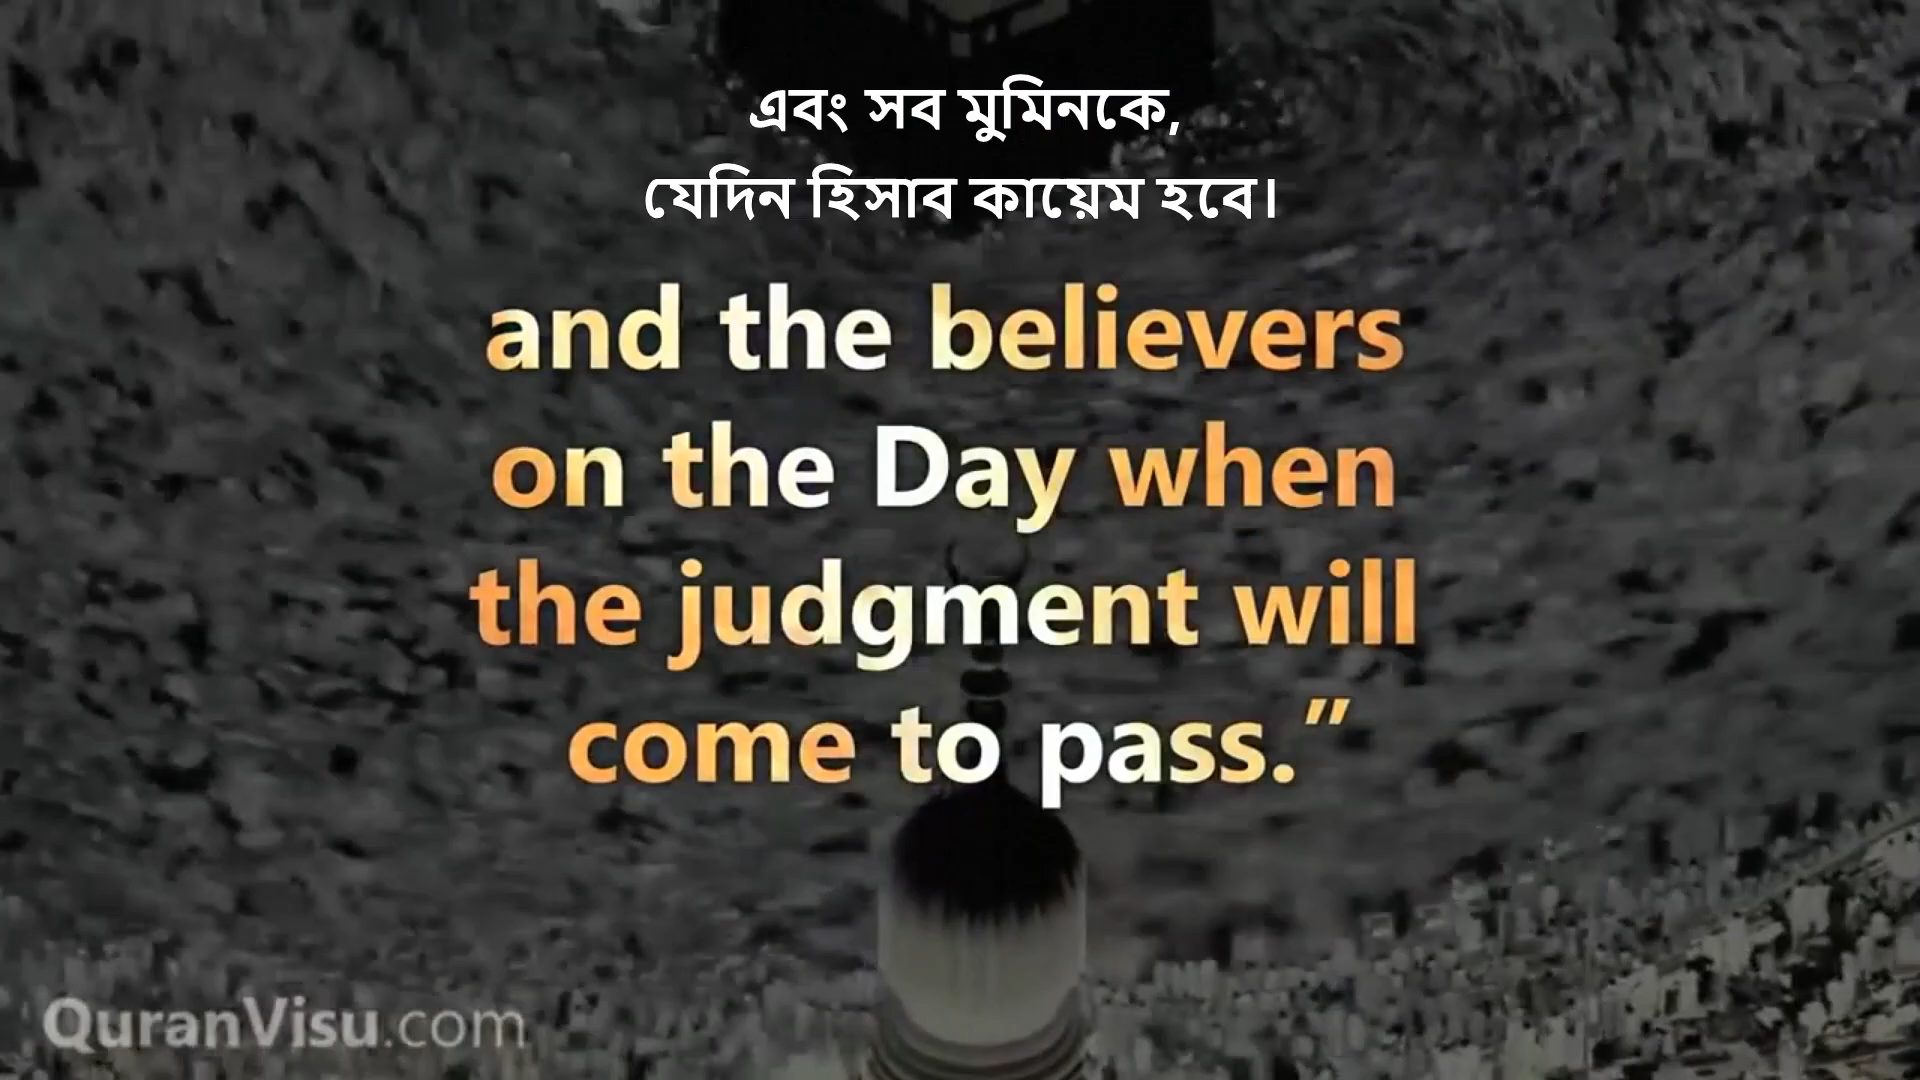 এবং সব মুমিনকে,
যেদিন হিসাব কায়েম হবে।
and the believers
on the Day when
the judgment will
come to pass.”
QuranVisu.com